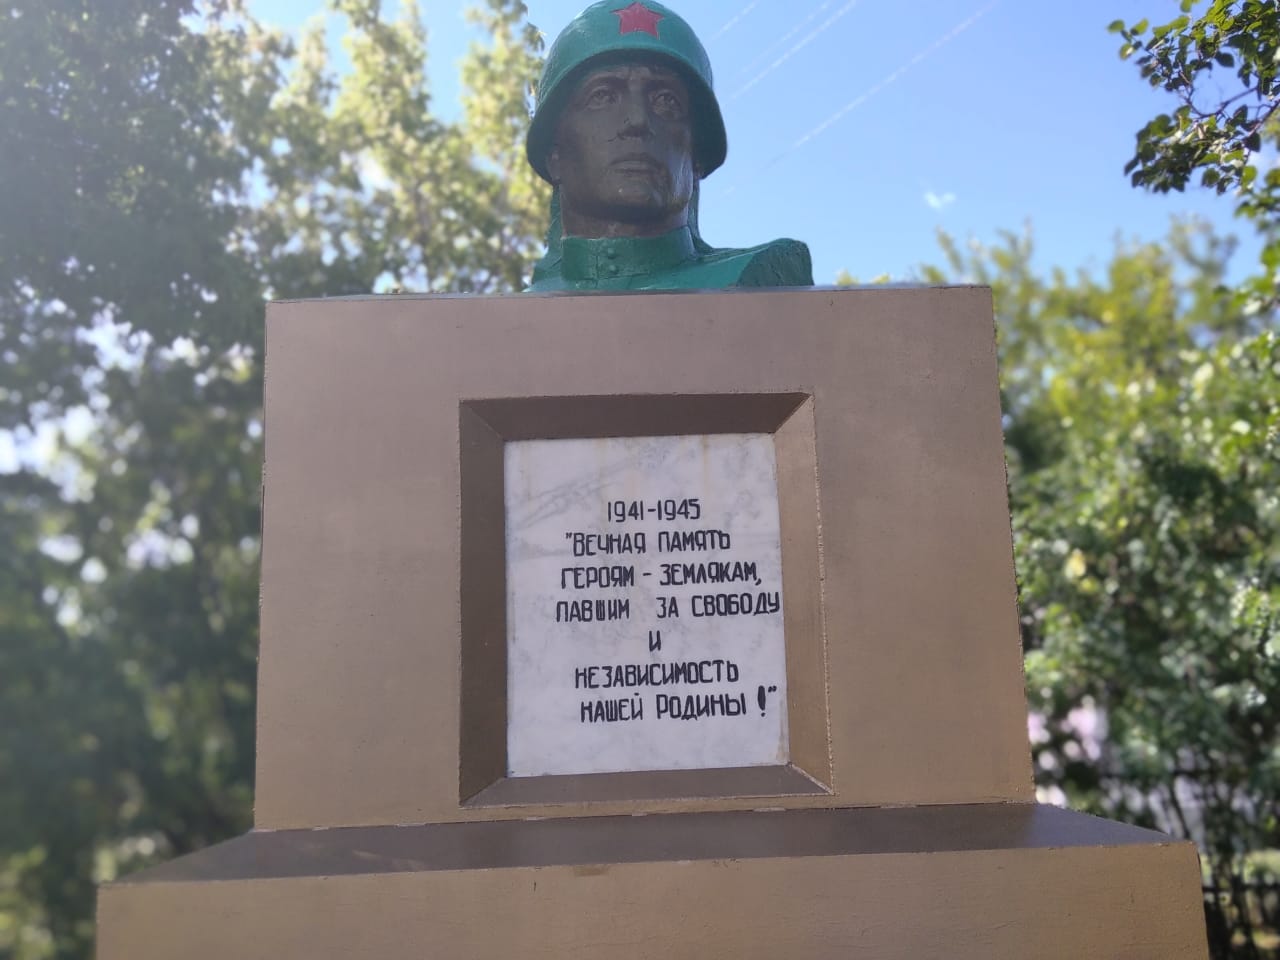 1941-1945
"ВЕЧНАЯ ПАМЯТЬ
ГЕРОЯМ - ЗЕМЛЯКАМ,
ПАВШИМ ЗА СВОБОДУ
И
НЕЗАВИСИМОСТЬ
НАШЕЙ РОДИНЫ!"